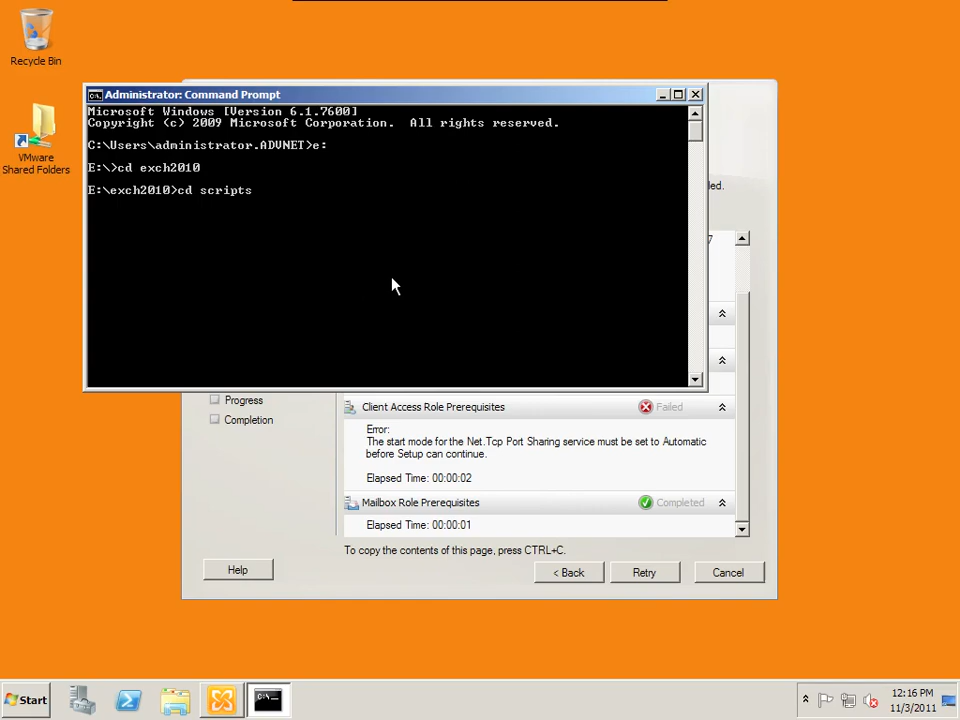 Recycle Bin
VMware
Shared Folders
Administrator: Command Prompt
Microsoft Windows [Version 6.1.7600]
Copyright (c) 2009 Microsoft Corporation.  All rights reserved.
C:\Users\administrator.ADVNET>e:
E:\>cd exch2010
E:\exch2010>cd scripts
led.
7
Progress
Completion
Client Access Role Prerequisites
Failed
Error:
The start mode for the Net.Tcp Port Sharing service must be set to Automatic
before Setup can continue.
Elapsed Time: 00:00:02
Mailbox Role Prerequisites
Completed
Elapsed Time: 00:00:01
To copy the contents of this page, press CTRL+C.
Help
< Back
Retry
Cancel
Start
12:16 PM
11/3/2011